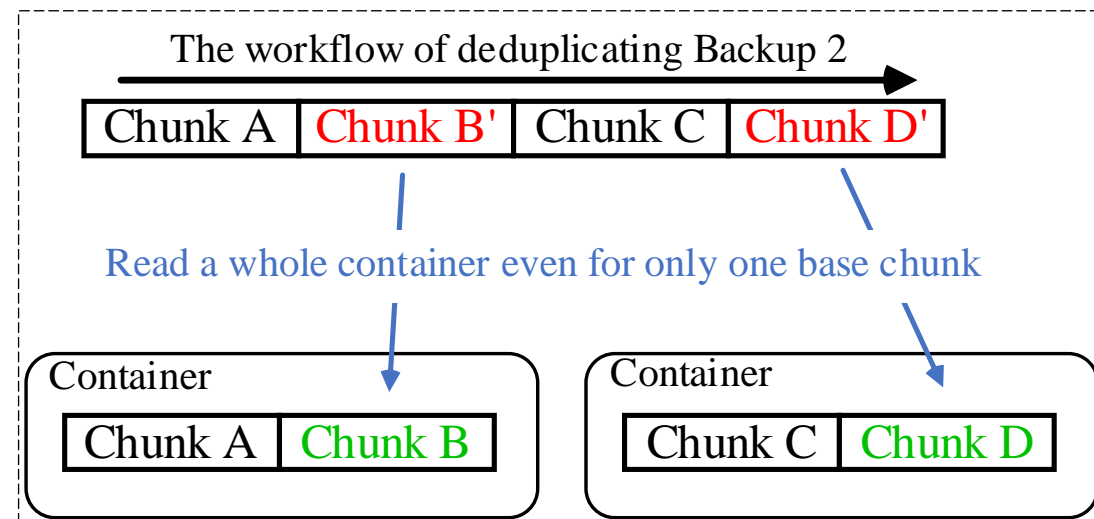 The workflow of deduplicating Backup 2
Chunk A Chunk B' Chunk C Chunk D'
Read a whole container even for only one base chunk
Container
Chunk A Chunk B
Container
Chunk C Chunk D